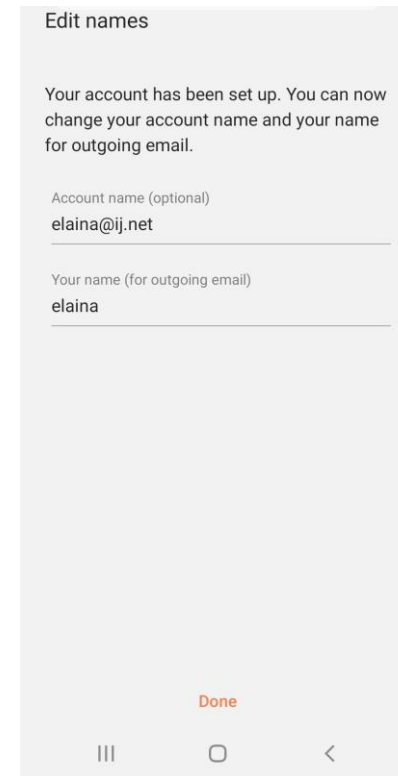 Edit names
Your account has been set up. You can now
change your account name and your name
for outgoing email.
Account name (optional)
elaina@ij.net
Your name (for outgoing email)
elaina
Done